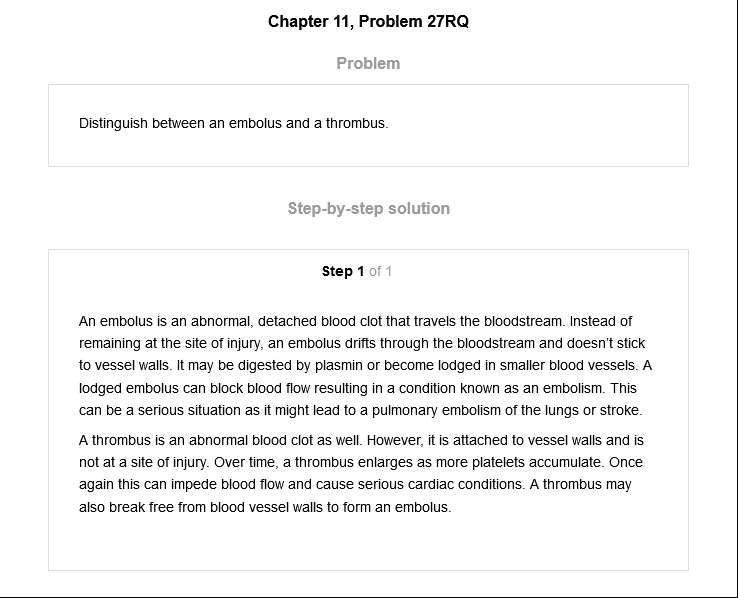 Chapter 11, Problem 27RQ
Problem
Distinguish between an embolus and a thrombus.
Step-by-step solution
Step 1 of 1
An embolus is an abnormal, detached blood clot that travels the bloodstream. Instead of
remaining at the site of injury, an embolus drifts through the bloodstream and doesn't stick
to vessel walls. It may be digested by plasmin or become lodged in smaller blood vessels. A
lodged embolus can block blood flow resulting in a condition known as an embolism. This
can be a serious situation as it might lead to a pulmonary embolism of the lungs or stroke.
A thrombus is an abnormal blood clot as well. However, it is attached to vessel walls and is
not at a site of injury. Over time, a thrombus enlarges as more platelets accumulate. Once
again this can impede blood flow and cause serious cardiac conditions. A thrombus may
also break free from blood vessel walls to form an embolus.